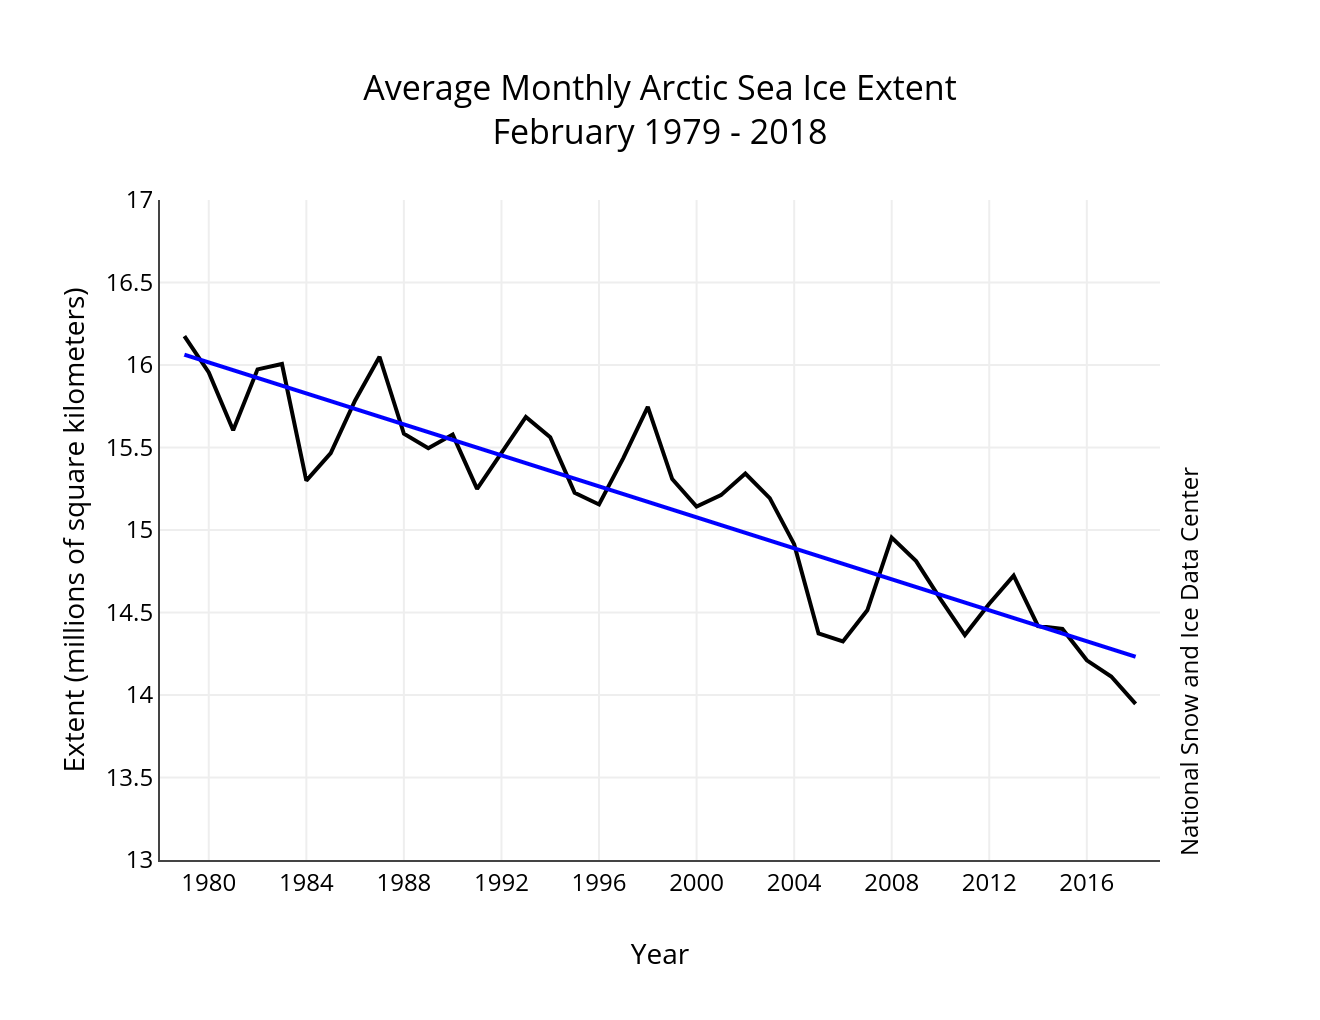 Average Monthly Arctic Sea Ice Extent
February 1979 - 2018
Extent (millions of square kilometers)
17
16.5
16
15.5
15
14.5
14
13.5
13
1980 1984 1988 1992 1996 2000 2004 2008 2012 2016
Year
National Snow and Ice Data Center